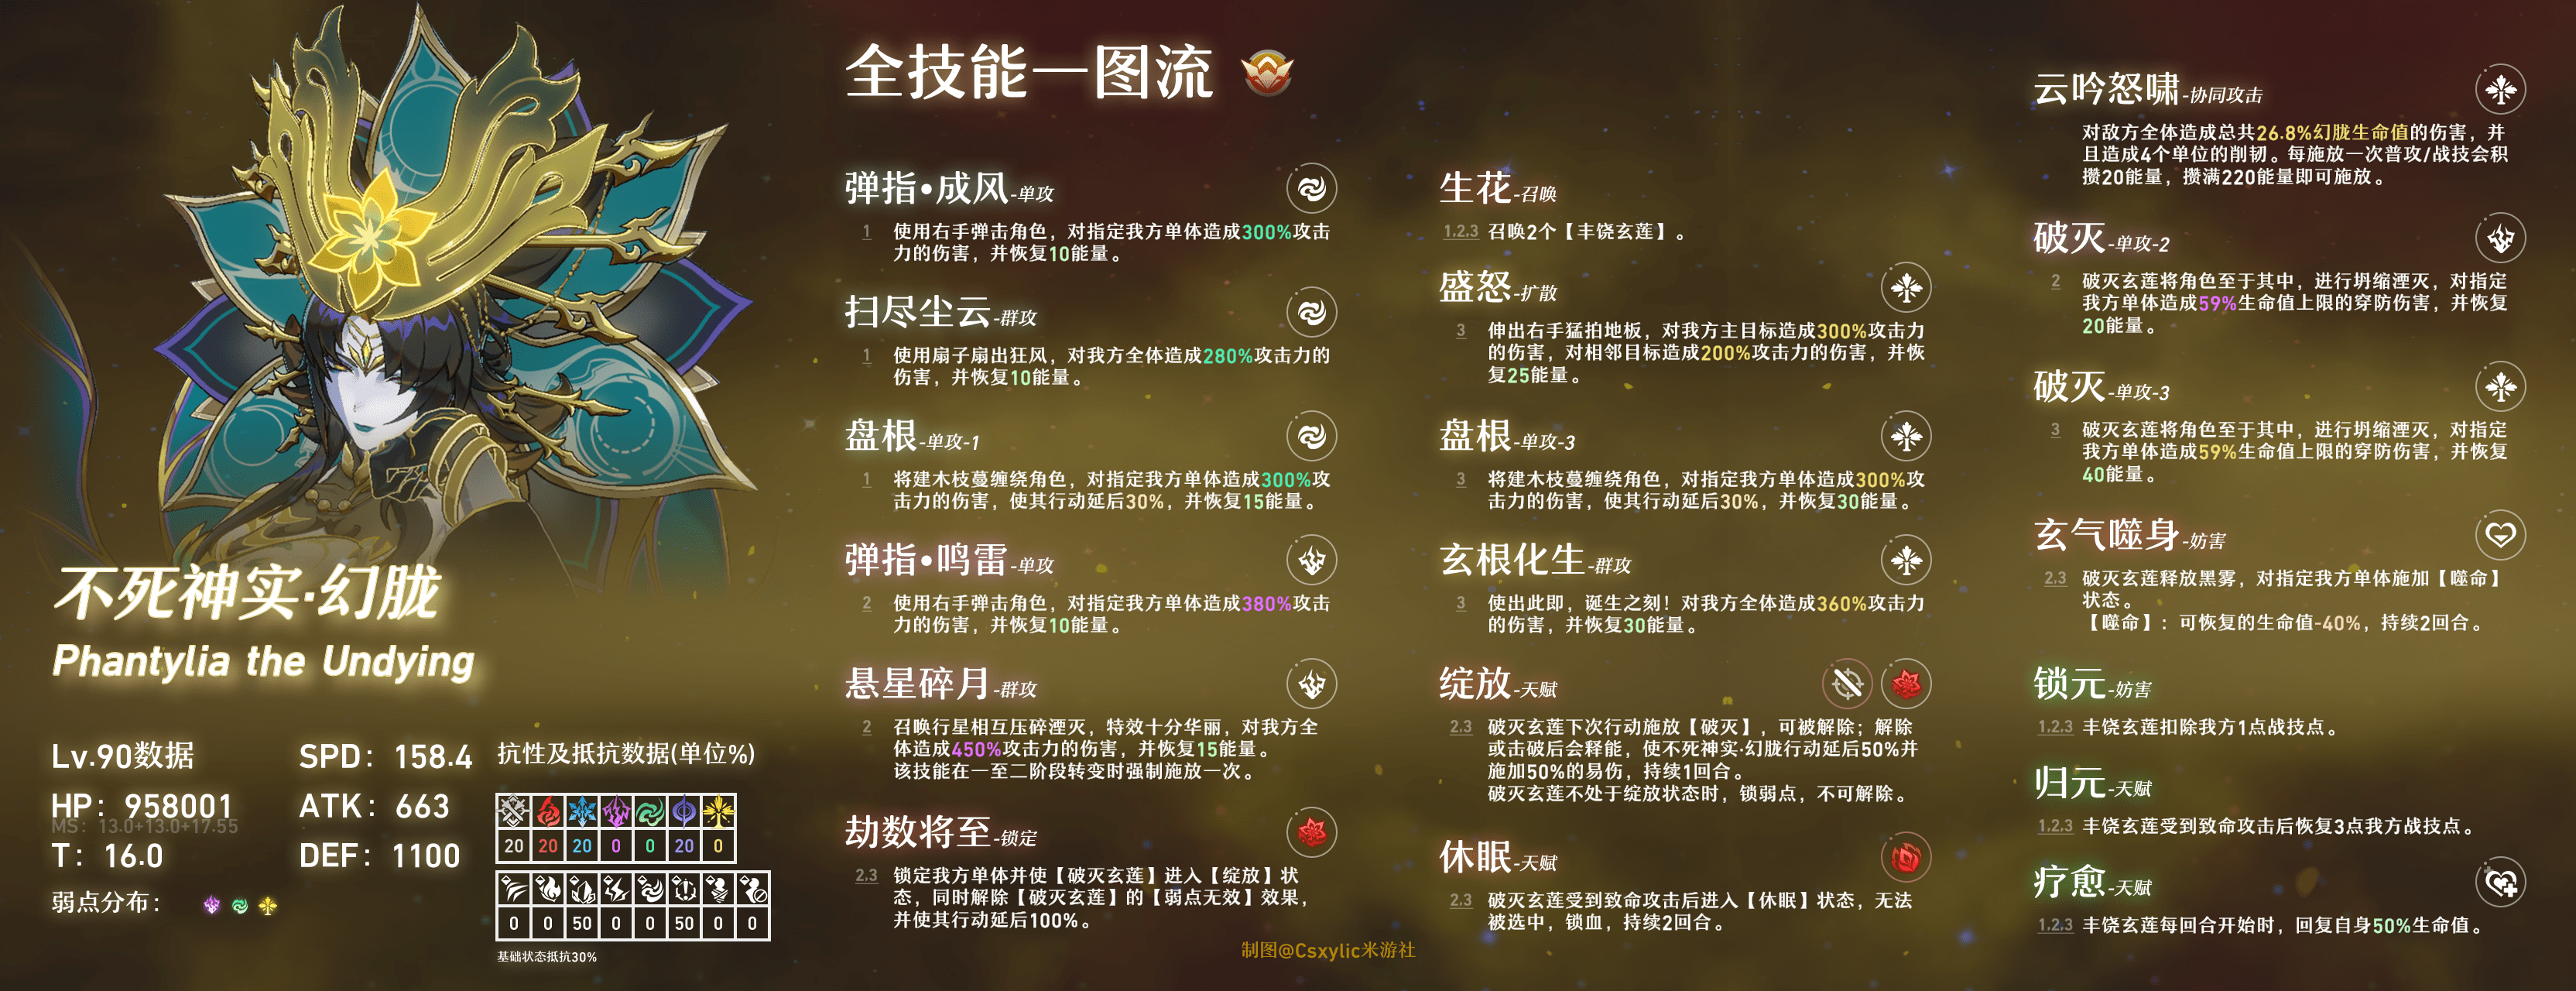 全技能一图流
不死神实·幻胧
Phantylia the Undying
Lv.90数据
HP：958001
MS：13.0+13.0+17.55
T：16.0
弱点分布：
SPD：158.4
ATK：663
DEF：1100
抗性及抵抗数据(单位%)
20 20 20 0 0 20 0
0 0 50 0 0 50 0 0
基础状态抵抗30%
弹指•成风-单攻
1 使用右手弹击角色，对指定我方单体造成300%攻击
力的伤害，并恢复10能量。
扫尽尘云-群攻
1 使用扇子扇出狂风，对我方全体造成280%攻击力的
伤害，并恢复10能量。
盘根-单攻-1
1 将建木枝蔓缠绕角色，对指定我方单体造成300%攻
击力的伤害，使其行动延后30%，并恢复15能量。
弹指•鸣雷-单攻
2 使用右手弹击角色，对指定我方单体造成380%攻击
力的伤害，并恢复10能量。
悬星碎月-群攻
2 召唤行星相互压碎湮灭，特效十分华丽，对我方全
体造成450%攻击力的伤害，并恢复15能量。
该技能在一至二阶段转变时强制施放一次。
劫数将至-锁定
2.3 锁定我方单体并使【破灭玄莲】进入【绽放】状
态，同时解除【破灭玄莲】的【弱点无效】效果，
并使其行动延后100%。
生花-召唤
1.2.3 召唤2个【丰饶玄莲】。
盛怒-扩散
3 伸出右手猛拍地板，对我方主目标造成300%攻击力
的伤害，对相邻目标造成200%攻击力的伤害，并恢
复25能量。
盘根-单攻-3
3 将建木枝蔓缠绕角色，对指定我方单体造成300%攻
击力的伤害，使其行动延后30%，并恢复30能量。
玄根化生-群攻
3 使出此即，诞生之刻！对我方全体造成360%攻击力
的伤害，并恢复30能量。
绽放-天赋
2.3 破灭玄莲下次行动施放【破灭】，可被解除；解除
或击破后会释能，使不死神实·幻胧行动延后50%并
施加50%的易伤，持续1回合。
破灭玄莲不处于绽放状态时，锁弱点，不可解除。
休眠-天赋
2.3 破灭玄莲受到致命攻击后进入【休眠】状态，无法
被选中，锁血，持续2回合。
云吟怒啸-协同攻击
对敌方全体造成总共26.8%幻胧生命值的伤害，并
且造成4个单位的削韧。每施放一次普攻/战技会积
攒20能量，攒满220能量即可施放。
破灭-单攻-2
2 破灭玄莲将角色至于其中，进行坍缩湮灭，对指定
我方单体造成59%生命值上限的穿防伤害，并恢复
20能量。
破灭-单攻-3
3 破灭玄莲将角色至于其中，进行坍缩湮灭，对指定
我方单体造成59%生命值上限的穿防伤害，并恢复
40能量。
玄气噬身-妨害
2.3 破灭玄莲释放黑雾，对指定我方单体施加【噬命】
状态。
【噬命】：可恢复的生命值-40%，持续2回合。
锁元-妨害
1.2.3 丰饶玄莲扣除我方1点战技点。
归元-天赋
1.2.3 丰饶玄莲受到致命攻击后恢复3点我方战技点。
疗愈-天赋
1.2.3 丰饶玄莲每回合开始时，回复自身50%生命值。
制图@Csxylic米游社